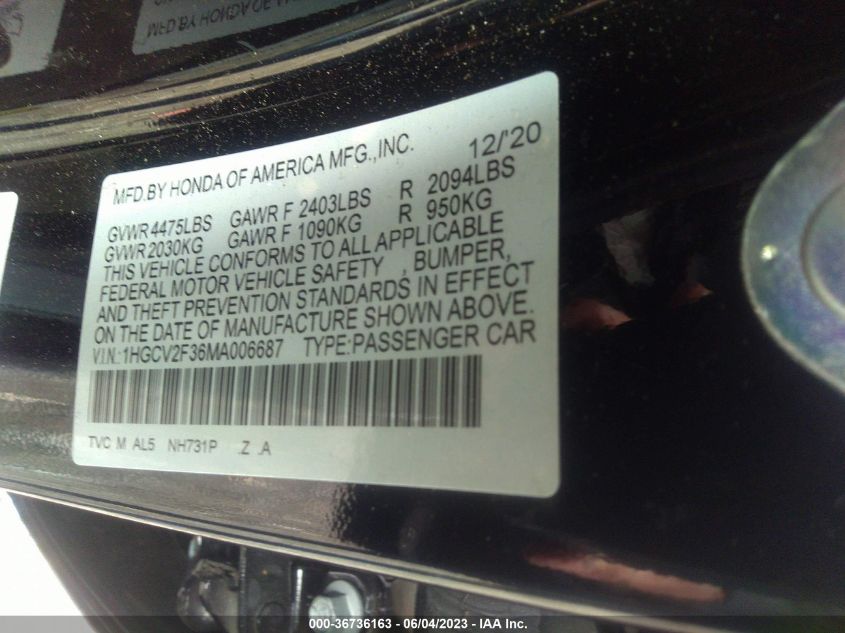 MFD.BY HONDA OF AMERICA MFG.,INC. 12/'20
GVWR 4475LBS GAWR F 2403LBS R 2094LBS
GVWR 2030KG GAWR F 1090KG R 950KG
THIS VEHICLE CONFORMS TO ALL APPLICABLE
FEDERAL MOTOR VEHICLE SAFETY , BUMPER,
AND THEFT PREVENTION STANDARDS IN EFFECT
ON THE DATE OF MANUFACTURE SHOWN ABOVE.
V.I.N.:1HGCV2F36MA006687 TYPE:PASSENGER CAR
TVC M AL5 NH731P .Z .A
000-36736163 — 06/04/2023 — IAA Inc.